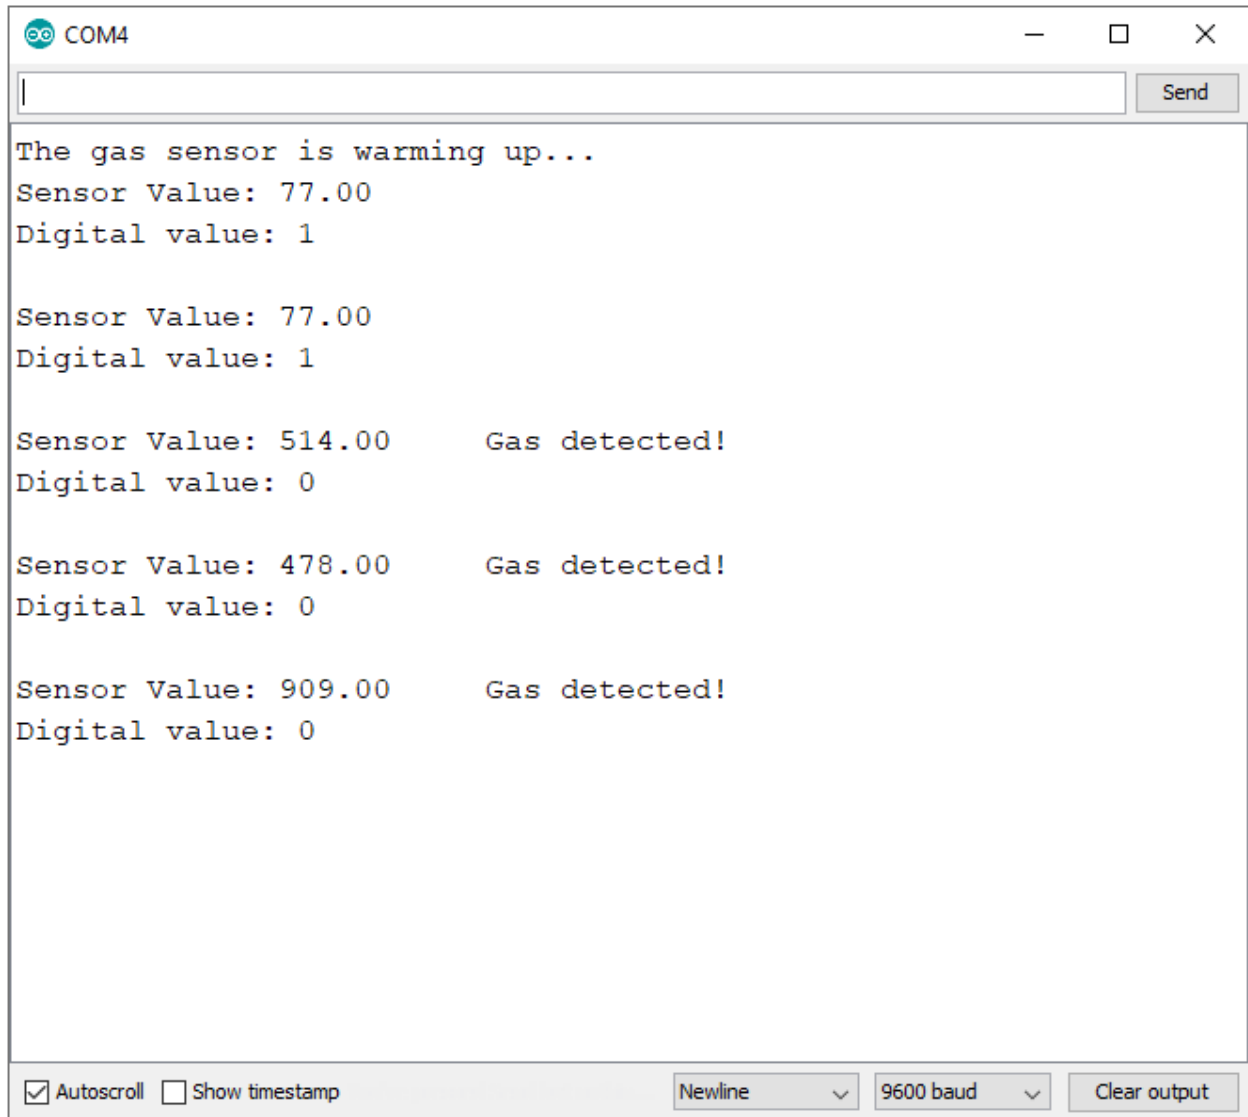 COM4
Send
The gas sensor is warming up...
Sensor Value: 77.00
Digital value: 1
Sensor Value: 77.00
Digital value: 1
Sensor Value: 514.00 Gas detected!
Digital value: 0
Sensor Value: 478.00 Gas detected!
Digital value: 0
Sensor Value: 909.00 Gas detected!
Digital value: 0
Autoscroll Show timestamp Newline 9600 baud Clear output